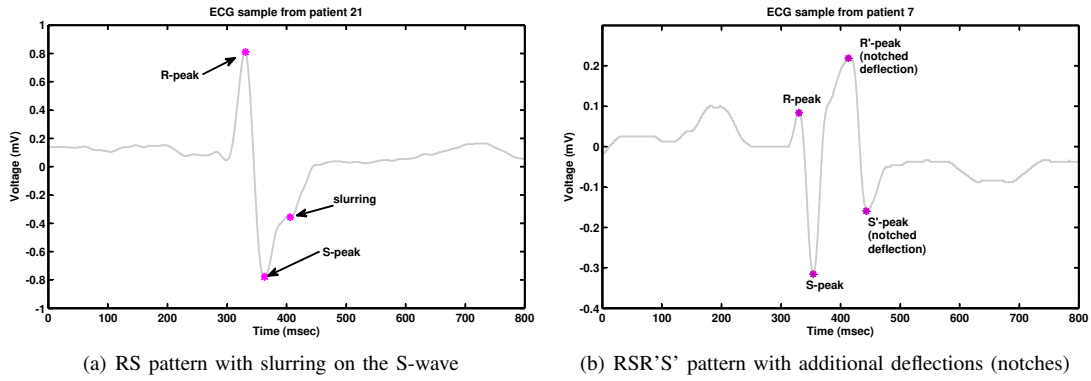 ECG sample from patient 21
1
0.8
0.6
0.4
0.2
0
-0.2
-0.4
-0.6
-0.8
-1
Voltage (mV)
R-peak
slurring
S-peak
0 100 200 300 400 500 600 700 800
Time (msec)
(a) RS pattern with slurring on the S-wave
ECG sample from patient 7
0.2
0.1
0
-0.1
-0.2
-0.3
-0.4
Voltage (mV)
R-peak
R'-peak
(notched
deflection)
S'-peak
(notched
deflection)
S-peak
0 100 200 300 400 500 600 700 800
Time (msec)
(b) RSR'S' pattern with additional deflections (notches)